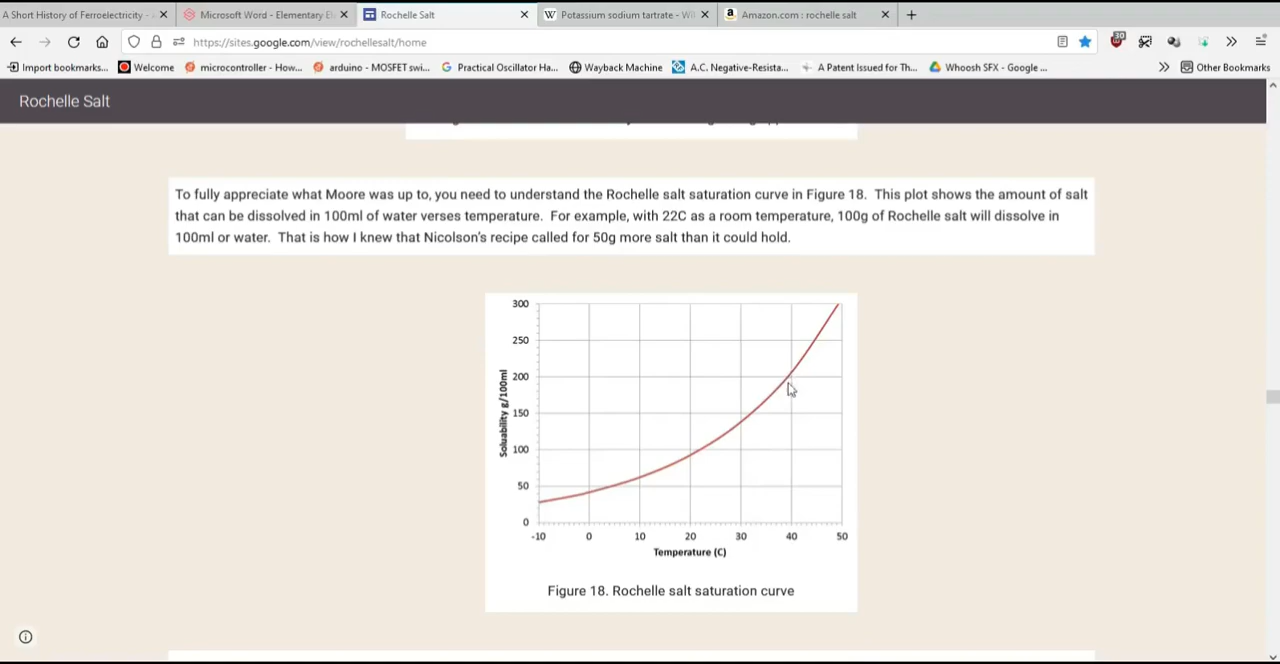 A Short History of Ferroelectricity -
Microsoft Word - Elementary E
Rochelle Salt
W Potassium sodium tartrate - Wi
a Amazon.com : rochelle salt
https://sites.google.com/view/rochellesalt/home
30
Import bookmarks...
Welcome
microcontroller - How...
arduino - MOSFET swi...
G Practical Oscillator Ha...
Wayback Machine
A.C. Negative-Resista...
A Patent Issued for Th...
Whoosh SFX - Google ...
Other Bookmarks
Rochelle Salt
To fully appreciate what Moore was up to, you need to understand the Rochelle salt saturation curve in Figure 18. This plot shows the amount of salt
that can be dissolved in 100ml of water verses temperature. For example, with 22C as a room temperature, 100g of Rochelle salt will dissolve in
100ml or water. That is how I knew that Nicolson's recipe called for 50g more salt than it could hold.
300
250
200
150
100
50
0
Soluability g/100ml
-10 0 10 20 30 40 50
Temperature (C)
Figure 18. Rochelle salt saturation curve